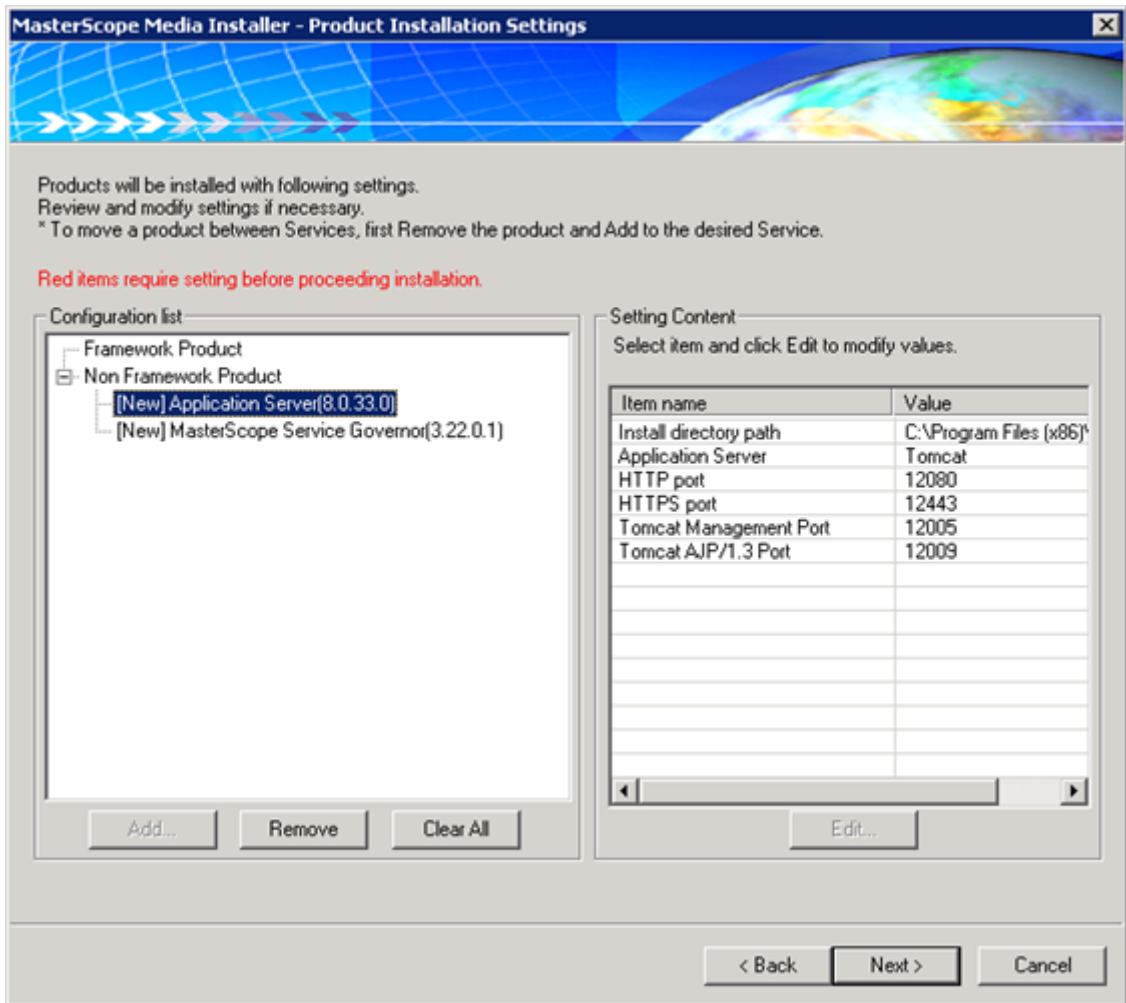 MasterScope Media Installer - Product Installation Settings
Products will be installed with following settings.
Review and modify settings if necessary.
* To move a product between Services, first Remove the product and Add to the desired Service.
Red items require setting before proceeding installation.
Configuration list
Framework Product
Non Framework Product
[New] Application Server(8.0.33.0)
[New] MasterScope Service Governor(3.22.0.1)
Add...
Remove
Clear All
Setting Content
Select item and click Edit to modify values.
Item name Value
Install directory path C:\Program Files (x86)
Application Server Tomcat
HTTP port 12080
HTTPS port 12443
Tomcat Management Port 12005
Tomcat AJP/1.3 Port 12009
Edit...
< Back
Next >
Cancel